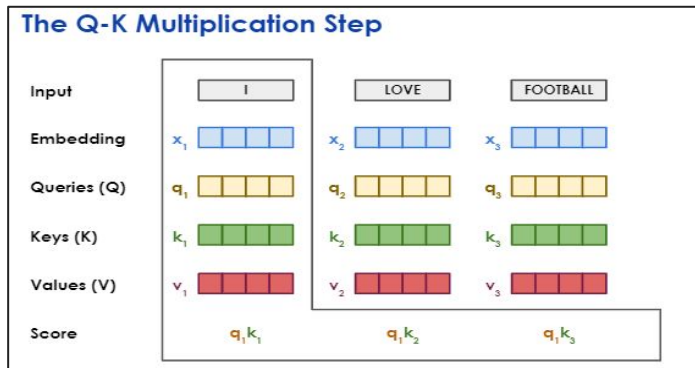 The Q-K Multiplication Step
Input I LOVE FOOTBALL
Embedding x₁ x₂ x₃
Queries (Q) q₁ q₂ q₃
Keys (K) k₁ k₂ k₃
Values (V) v₁ v₂ v₃
Score q₁k₁ q₁k₂ q₁k₃